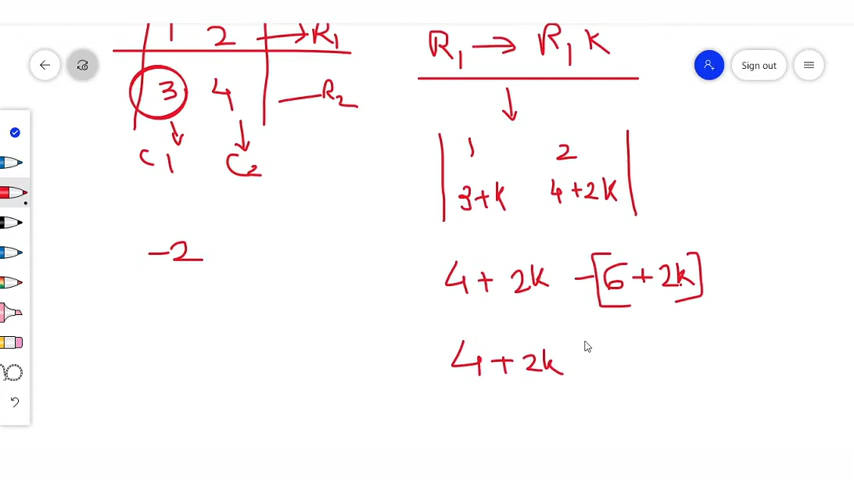 1 2 → R1
3 4 — R2
C1 C2
-2
R1 → R1 K
1 2
3+K 4+2K
4 + 2k -[6 + 2k]
4 + 2k
Sign out